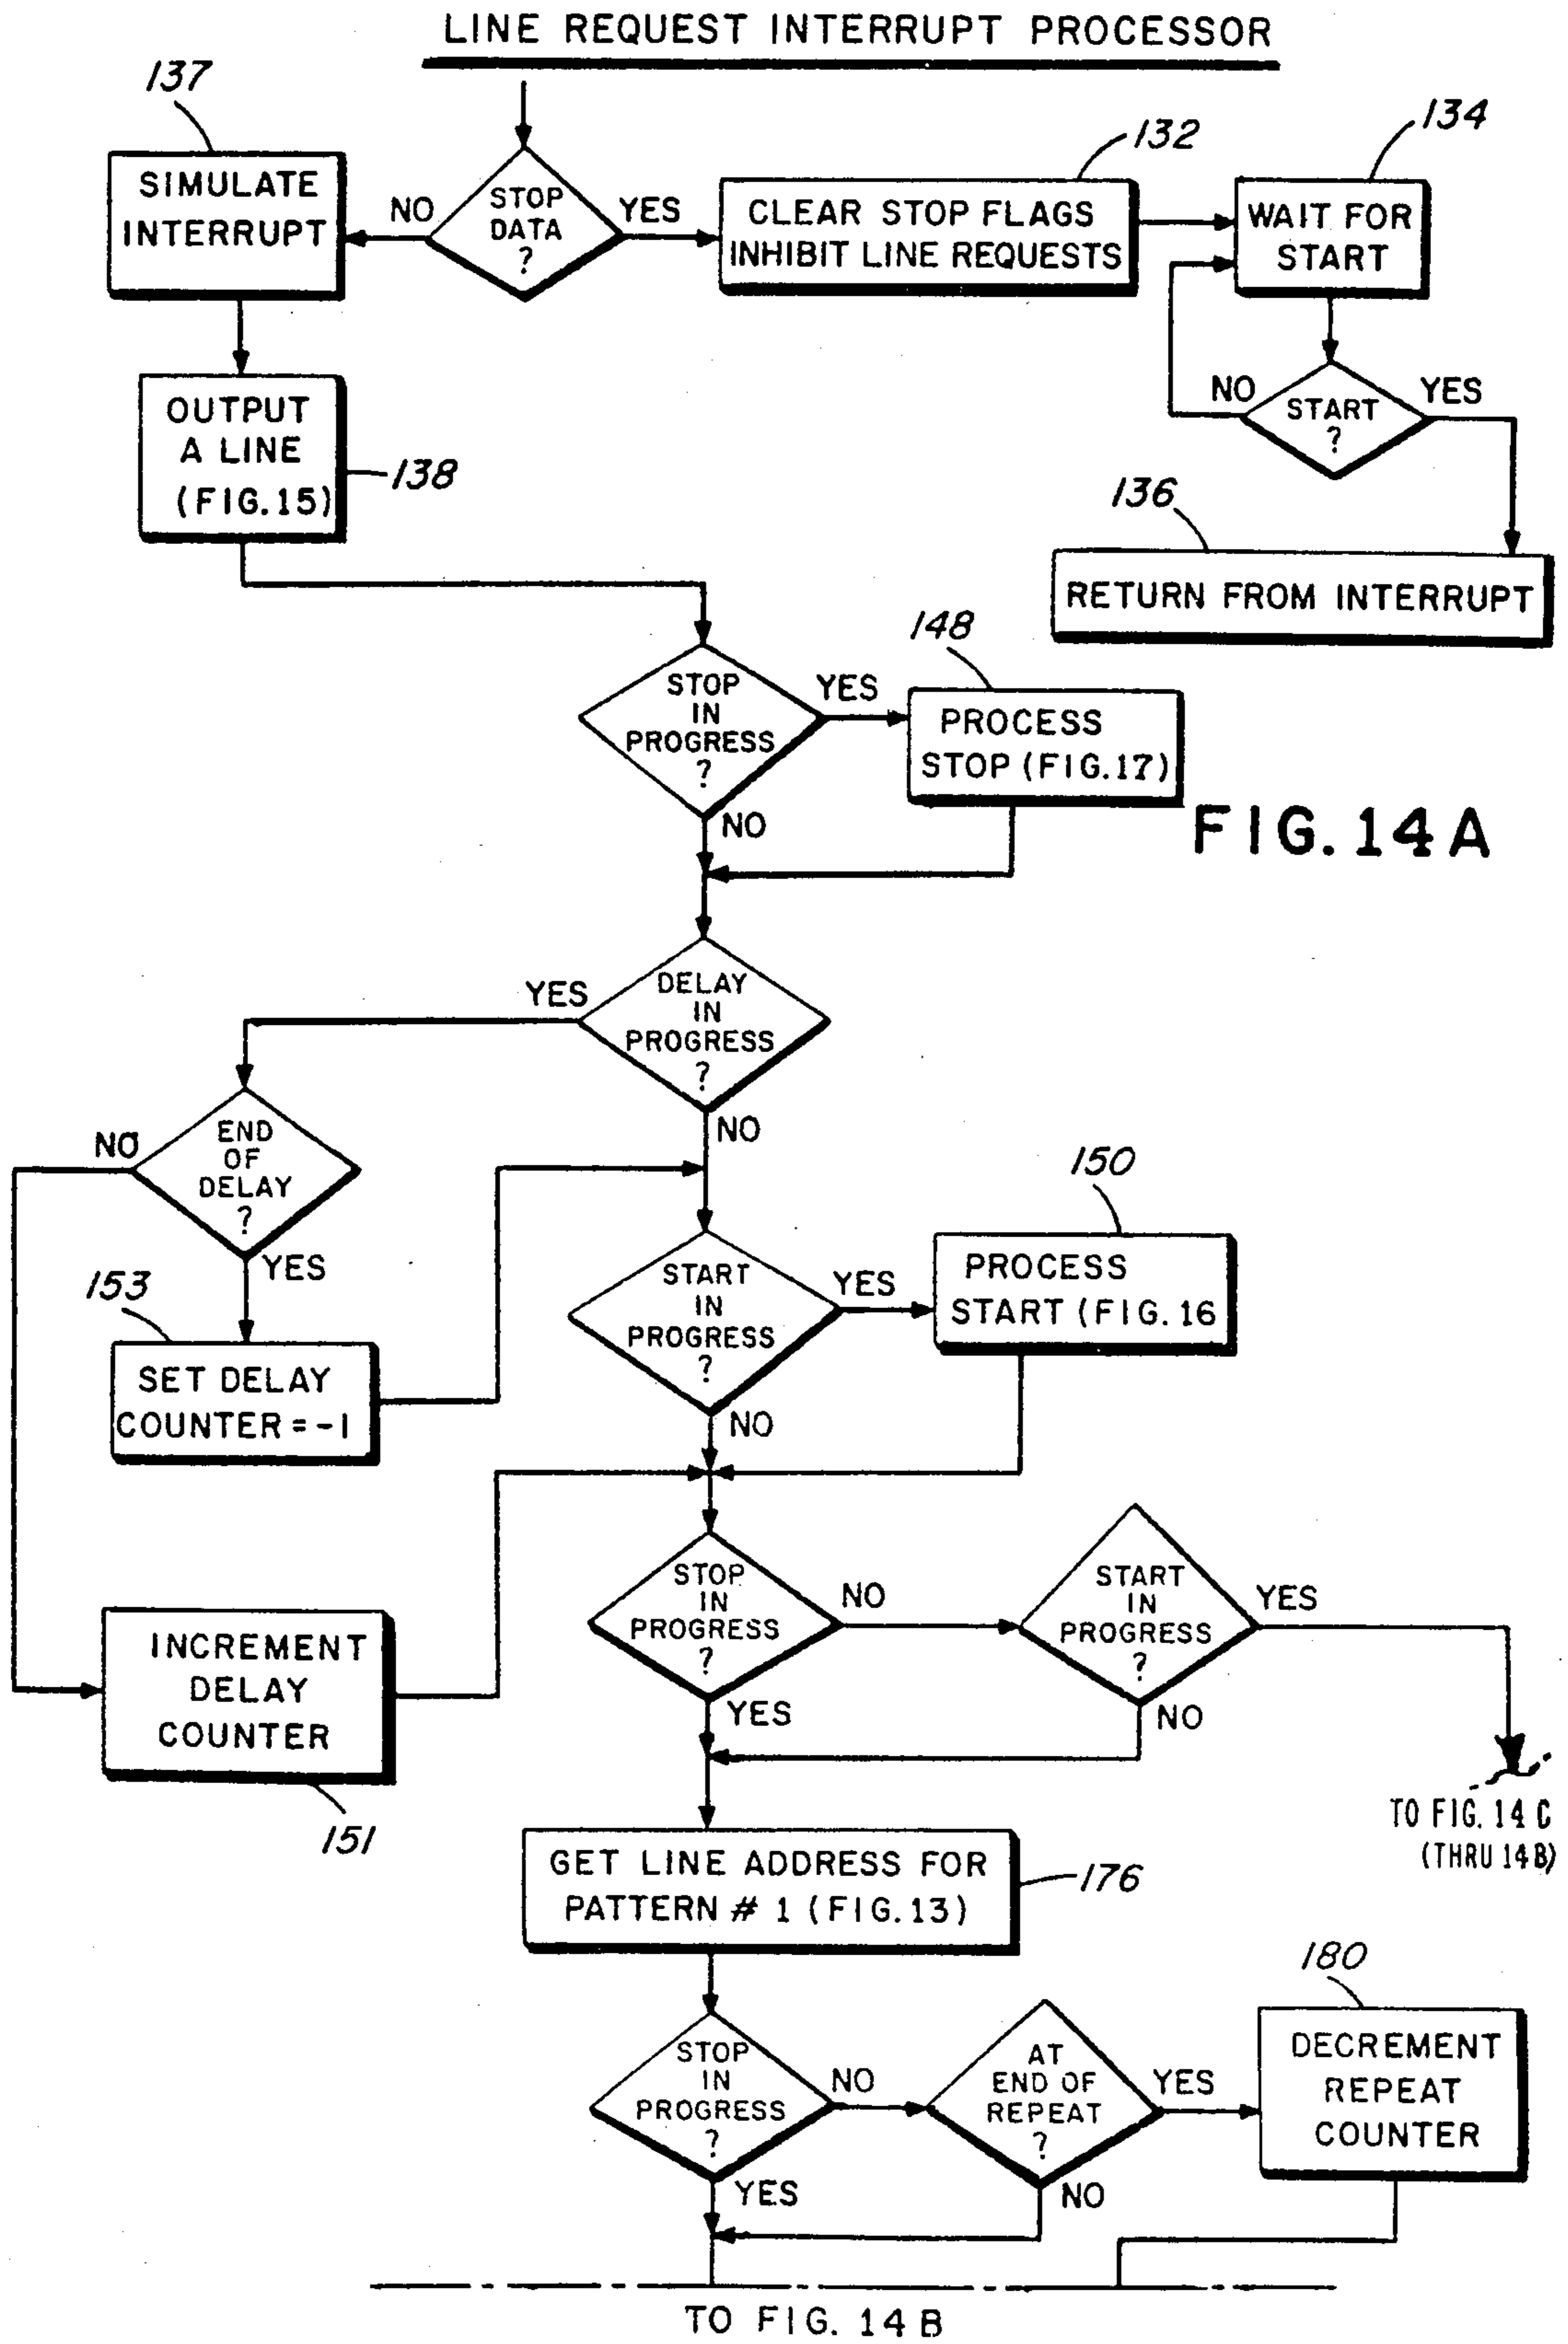 LINE REQUEST INTERRUPT PROCESSOR
137
132
134
SIMULATE
INTERRUPT
NO
STOP
DATA
?
YES
CLEAR STOP FLAGS
INHIBIT LINE REQUESTS
WAIT FOR
START
OUTPUT
A LINE
(FIG.15)
138
NO
START
?
YES
136
RETURN FROM INTERRUPT
148
STOP
IN
PROGRESS
?
YES
PROCESS
STOP (FIG.17)
NO
FIG. 14A
YES
DELAY
IN
PROGRESS
?
NO
NO
END
OF
DELAY
?
YES
150
153
START
IN
PROGRESS
?
YES
PROCESS
START (FIG. 16
SET DELAY
COUNTER = -1
NO
STOP
IN
PROGRESS
?
NO
START
IN
PROGRESS
?
YES
INCREMENT
DELAY
COUNTER
YES
NO
151
TO FIG. 14 C
(THRU 14B)
GET LINE ADDRESS FOR
PATTERN # 1 (FIG.13)
176
180
STOP
IN
PROGRESS
?
NO
AT
END OF
REPEAT
?
YES
DECREMENT
REPEAT
COUNTER
YES
NO
TO FIG. 14B